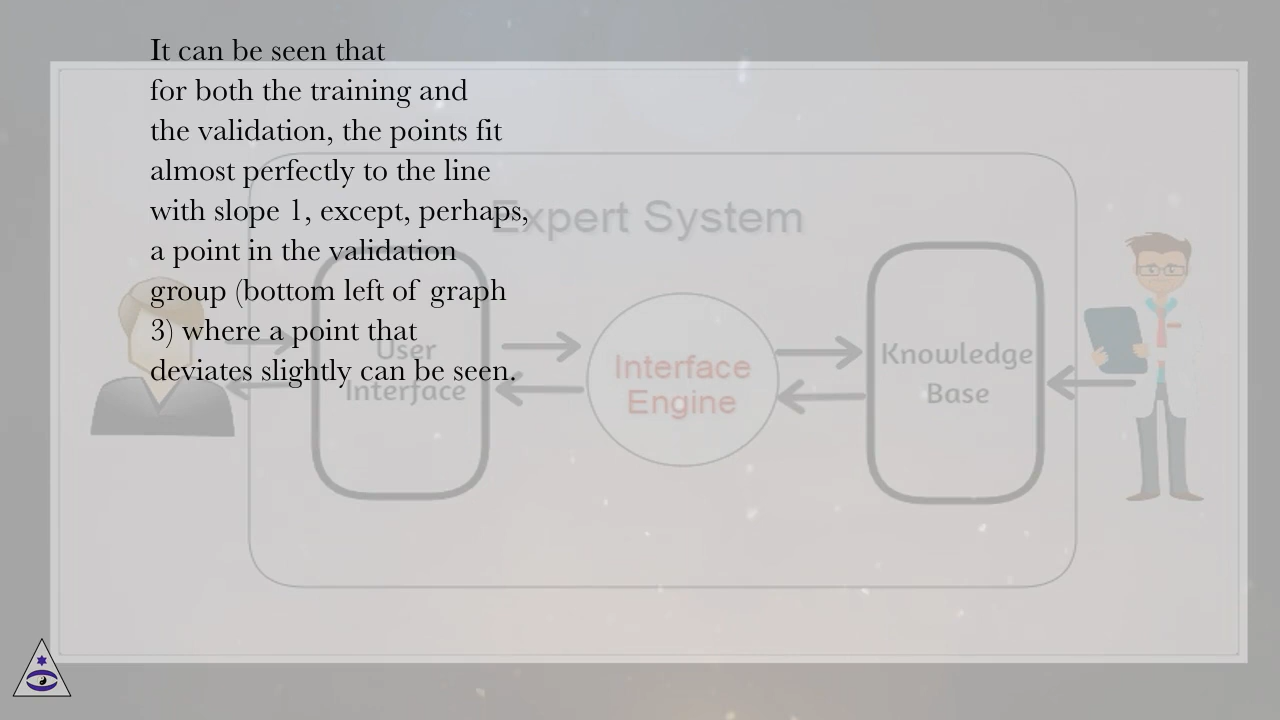 It can be seen that
for both the training and
the validation, the points fit
almost perfectly to the line
with slope 1, except, perhaps,
a point in the validation
group (bottom left of graph
3) where a point that
deviates slightly can be seen.
Expert System
User
Interface
Interface
Engine
Knowledge
Base